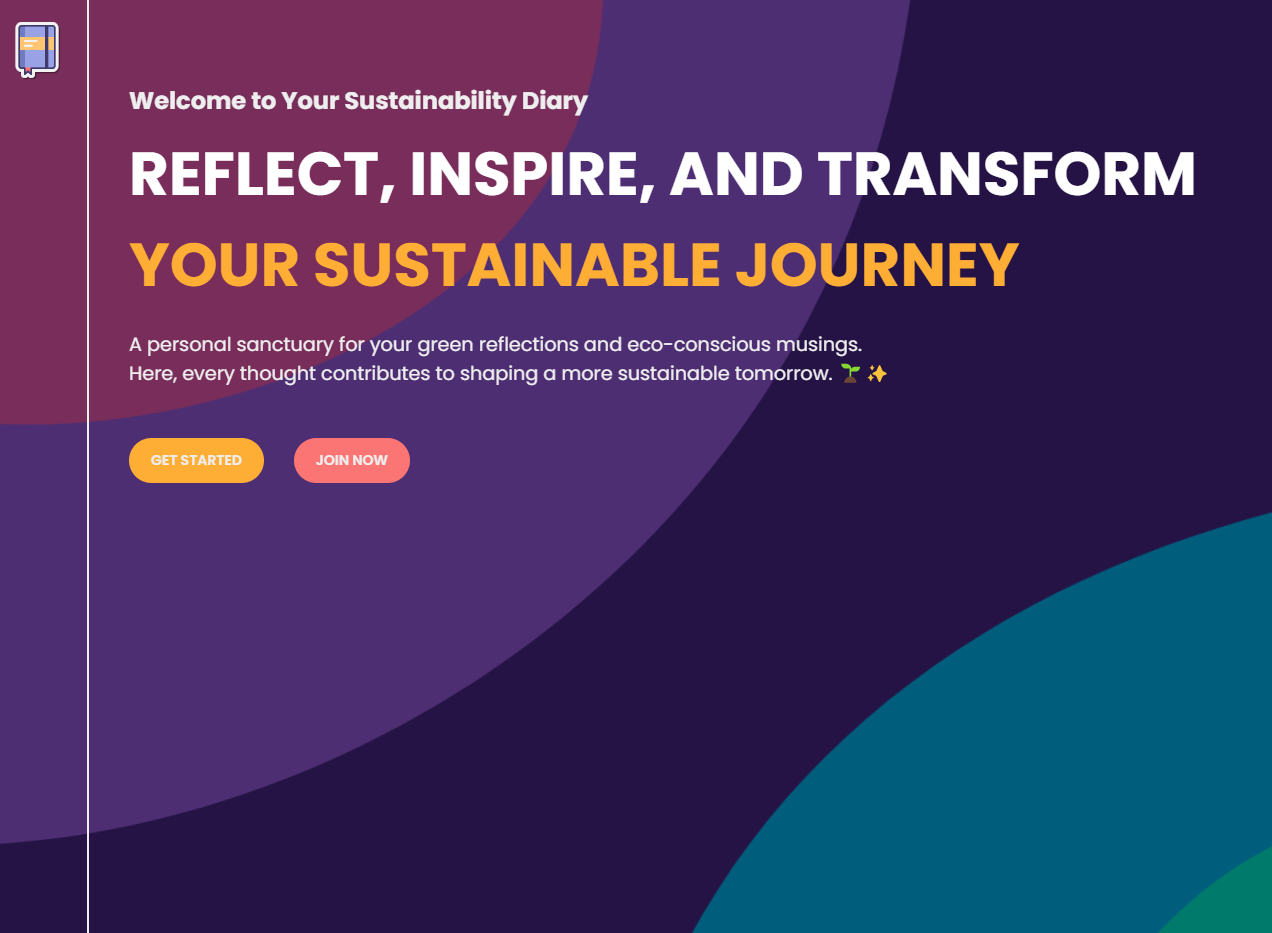 Welcome to Your Sustainability Diary
REFLECT, INSPIRE, AND TRANSFORM
YOUR SUSTAINABLE JOURNEY
A personal sanctuary for your green reflections and eco-conscious musings.
Here, every thought contributes to shaping a more sustainable tomorrow. 🌱 ✨
GET STARTED
JOIN NOW